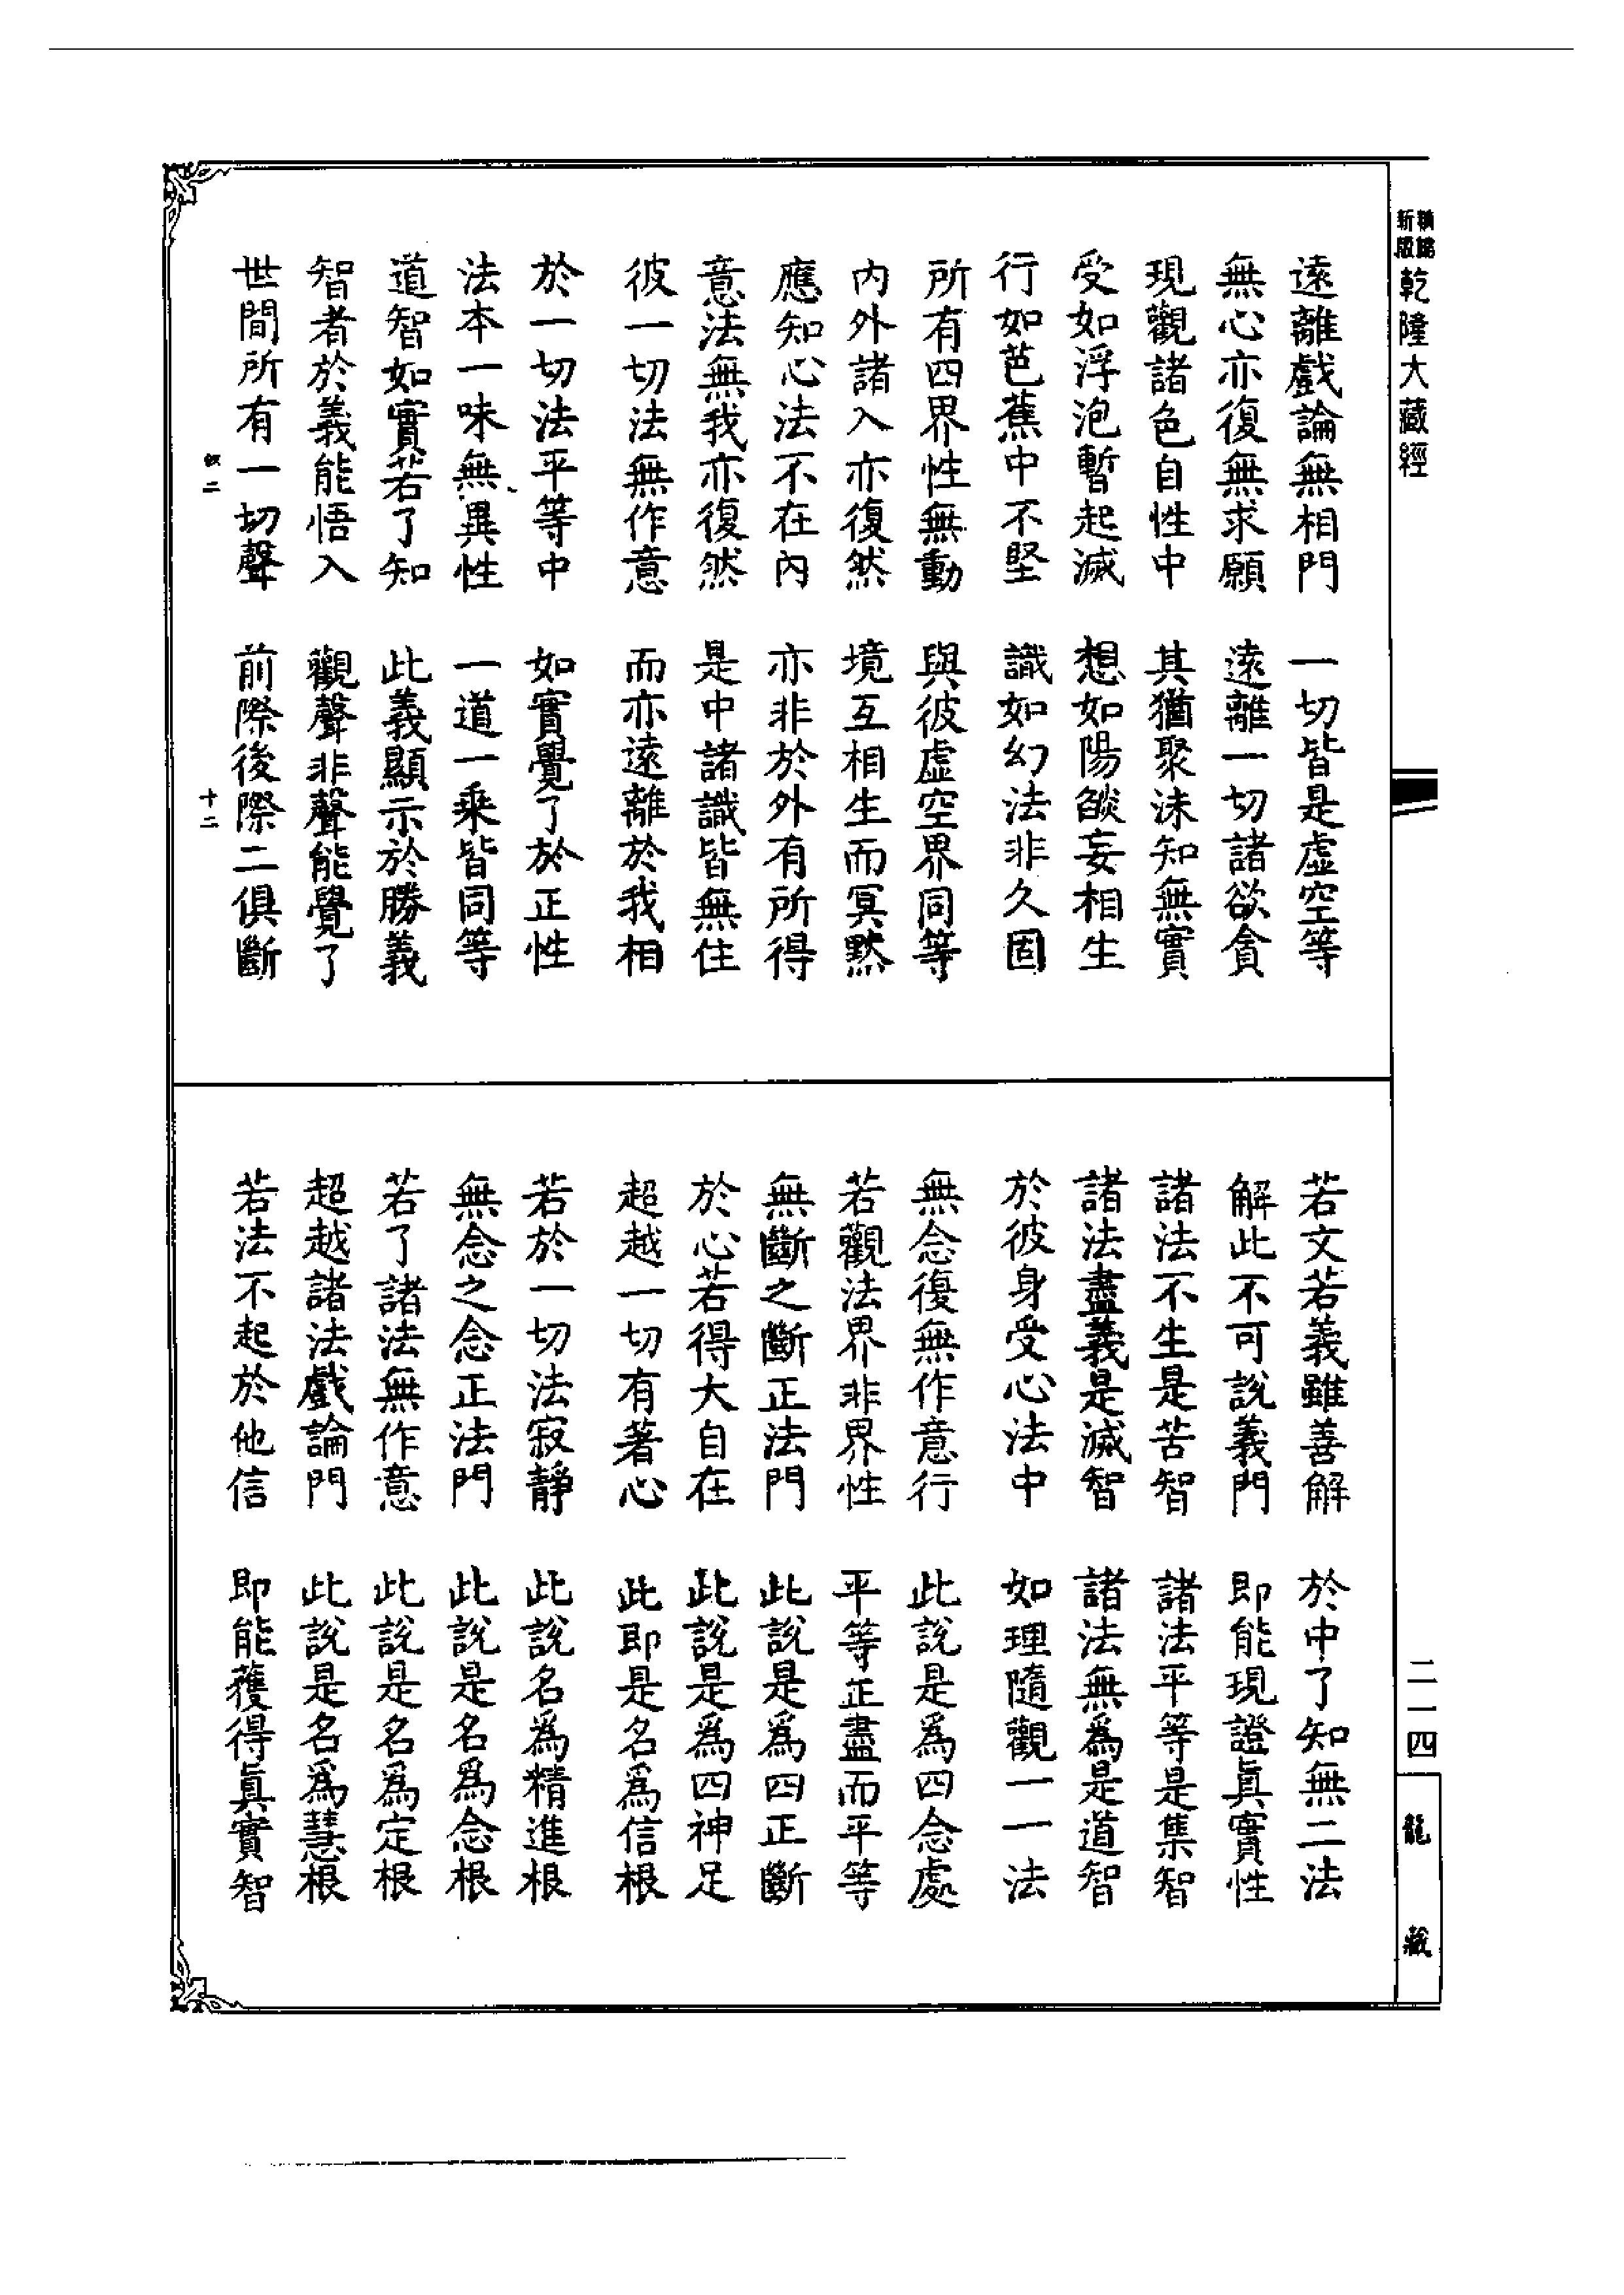 新編縮版乾隆大藏經
遠離戲論無相門　一切皆是虛空等
無心亦復無求願　遠離一切諸欲貪
現觀諸色自性中　其猶聚沫知無實
受如浮泡暫起滅　想如陽燄妄相生
行如芭蕉中不堅　識如幻法非久固
所有四界性無動　與彼虛空界同等
內外諸入亦復然　境互相生而冥黙
應知心法不在內　亦非於外有所得
意法無我亦復然　是中諸識皆無住
彼一切法無作意　而亦遠離於我相
於一切法平等中　如實覺了於正性
法本一味無異性　一道一乘皆同等
道智如實若了知　此義顯示於勝義
智者於義能悟入　觀聲非聲能覺了
世間所有一切聲　前際後際二俱斷
十二
若文若義雖善解　於中了知無二法
解此不可說義門　即能現證眞實性
諸法不生是苦智　諸法平等是集智
諸法盡義是滅智　諸法無爲是道智
於彼身受心法中　如理隨觀一一法
無念復無作意行　此說是爲四念處
若觀法界非界性　平等正盡而平等
無斷之斷正法門　此說是爲四正斷
於心若得大自在　此說是爲四神足
超越一切有著心　此即是名爲信根
若於一切法寂靜　此說名爲精進根
無念之念正法門　此說是名爲念根
若了諸法無作意　此說是名爲定根
超越諸法戲論門　此說是名爲慧根
若法不起於他信　即能獲得眞實智
二一四
龍藏